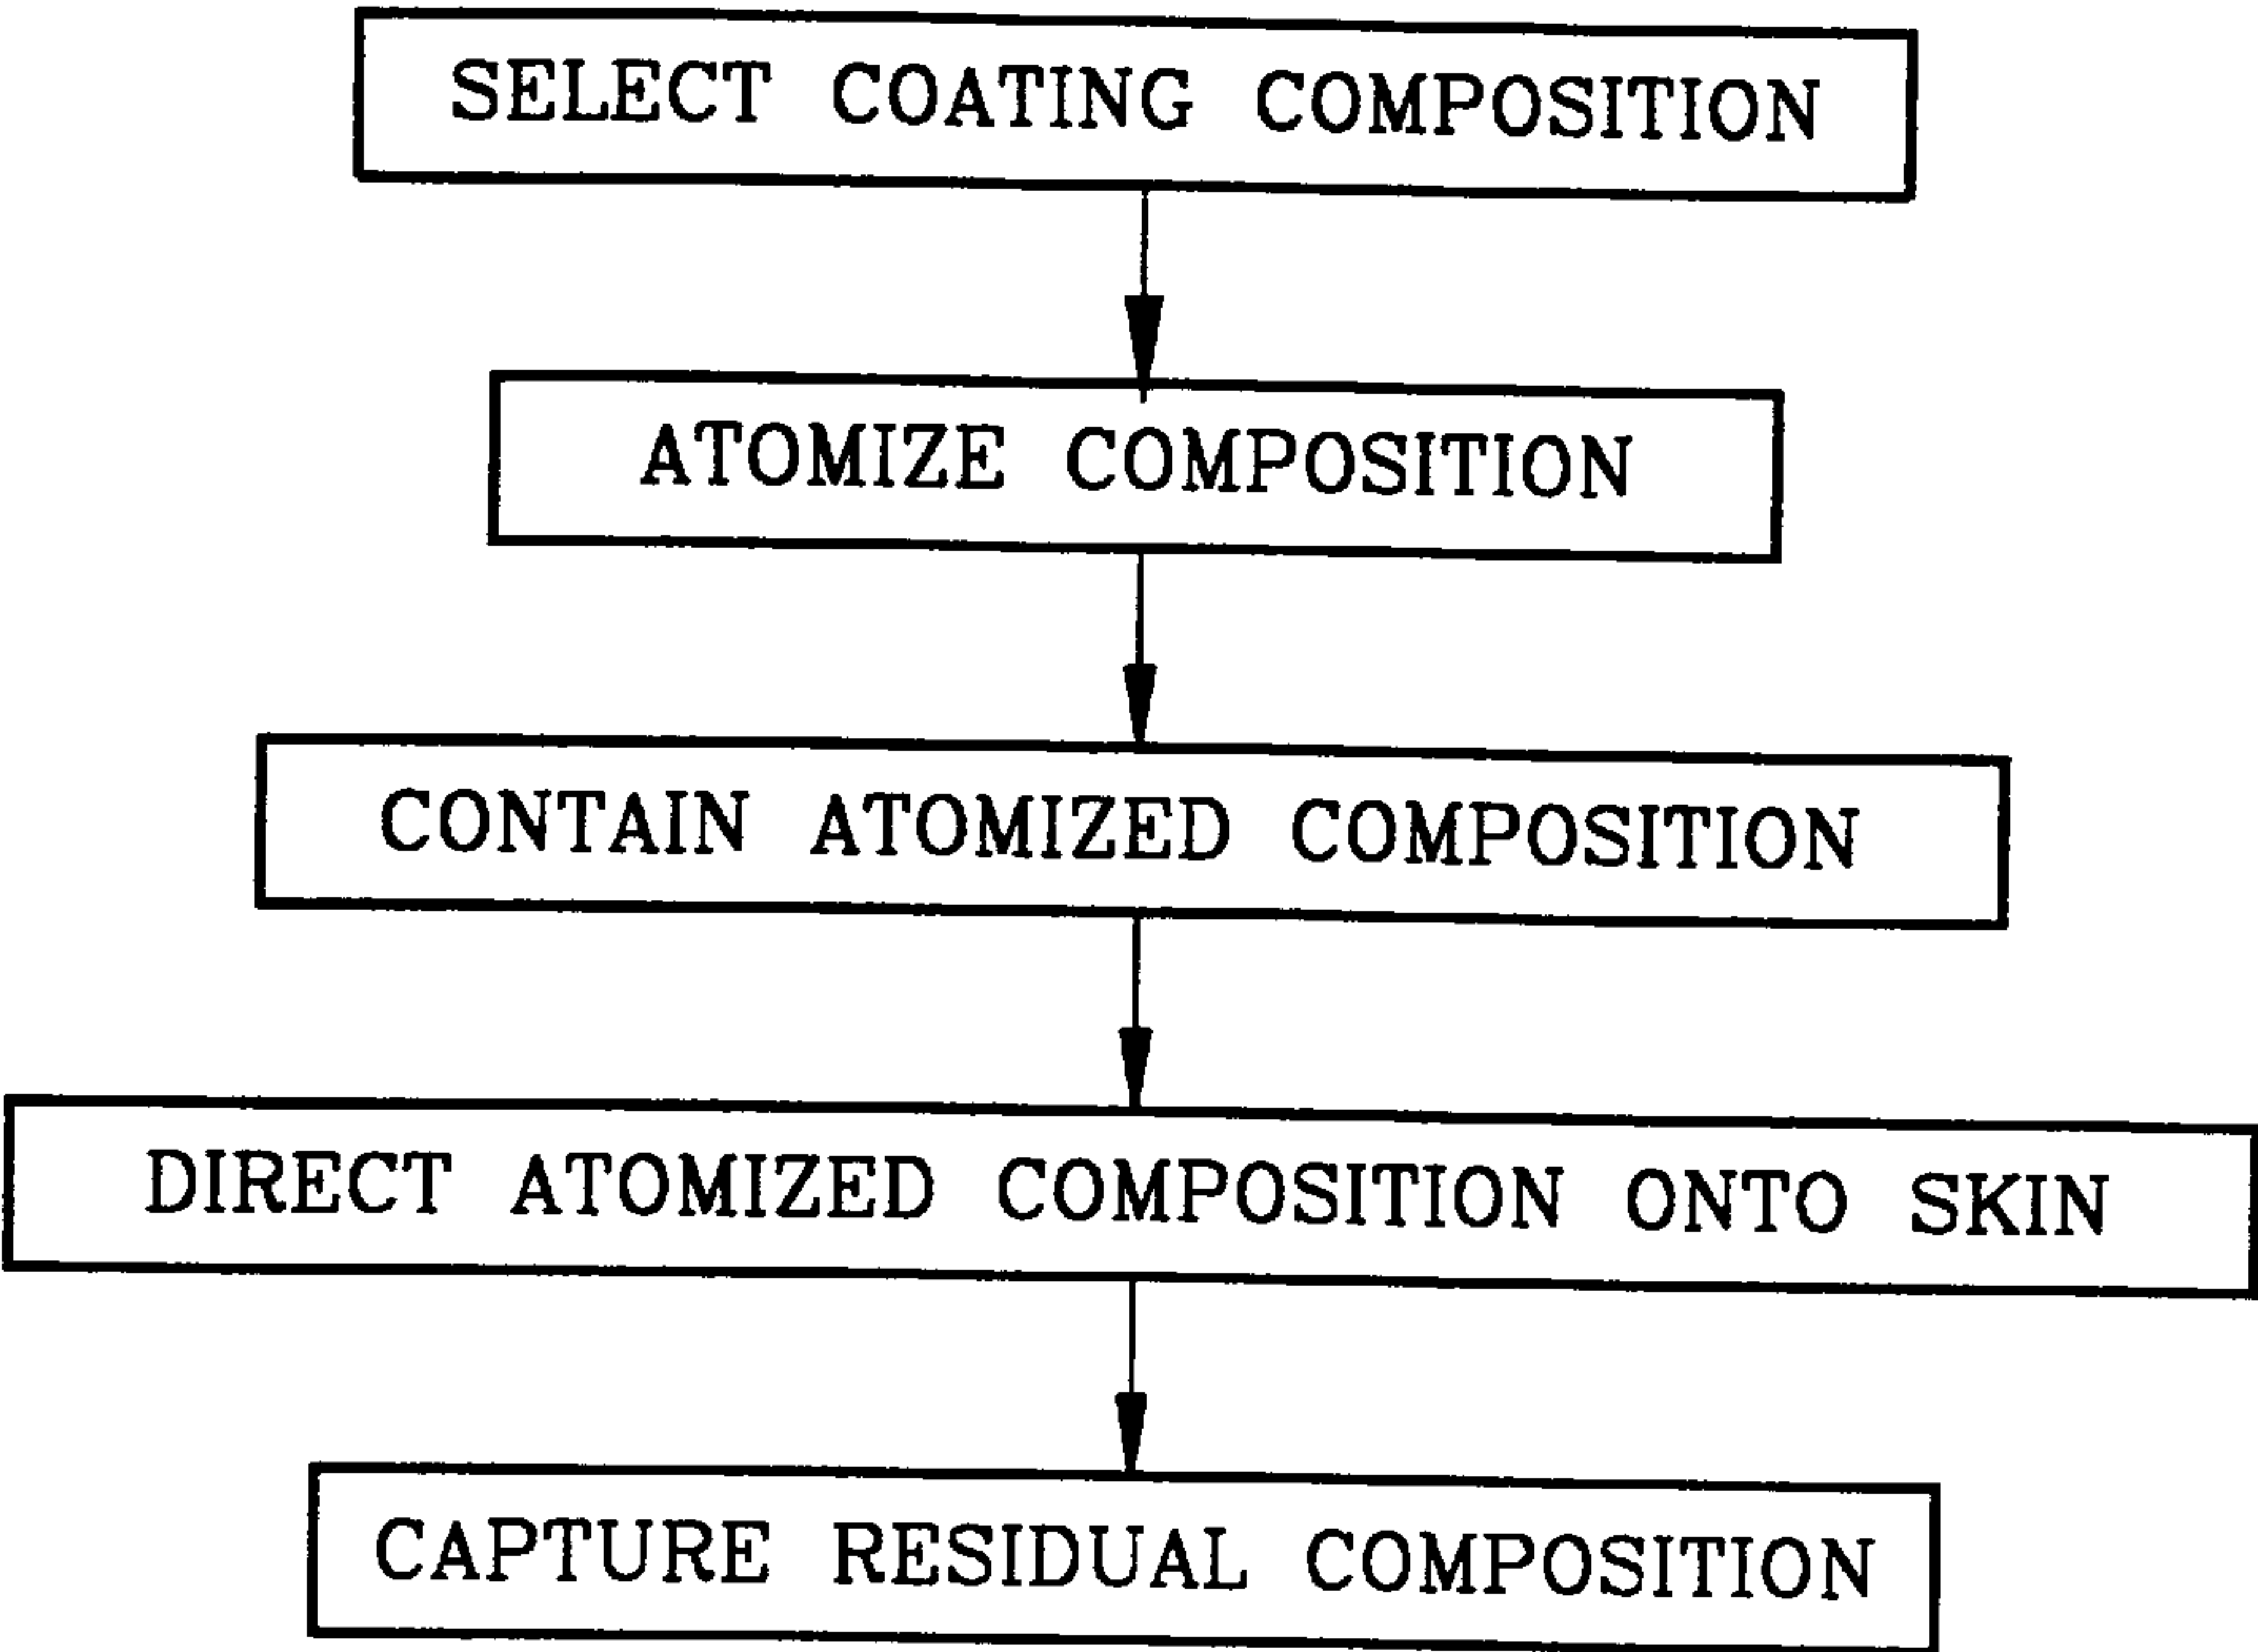 SELECT COATING COMPOSITION
ATOMIZE COMPOSITION
CONTAIN ATOMIZED COMPOSITION
DIRECT ATOMIZED COMPOSITION ONTO SKIN
CAPTURE RESIDUAL COMPOSITION